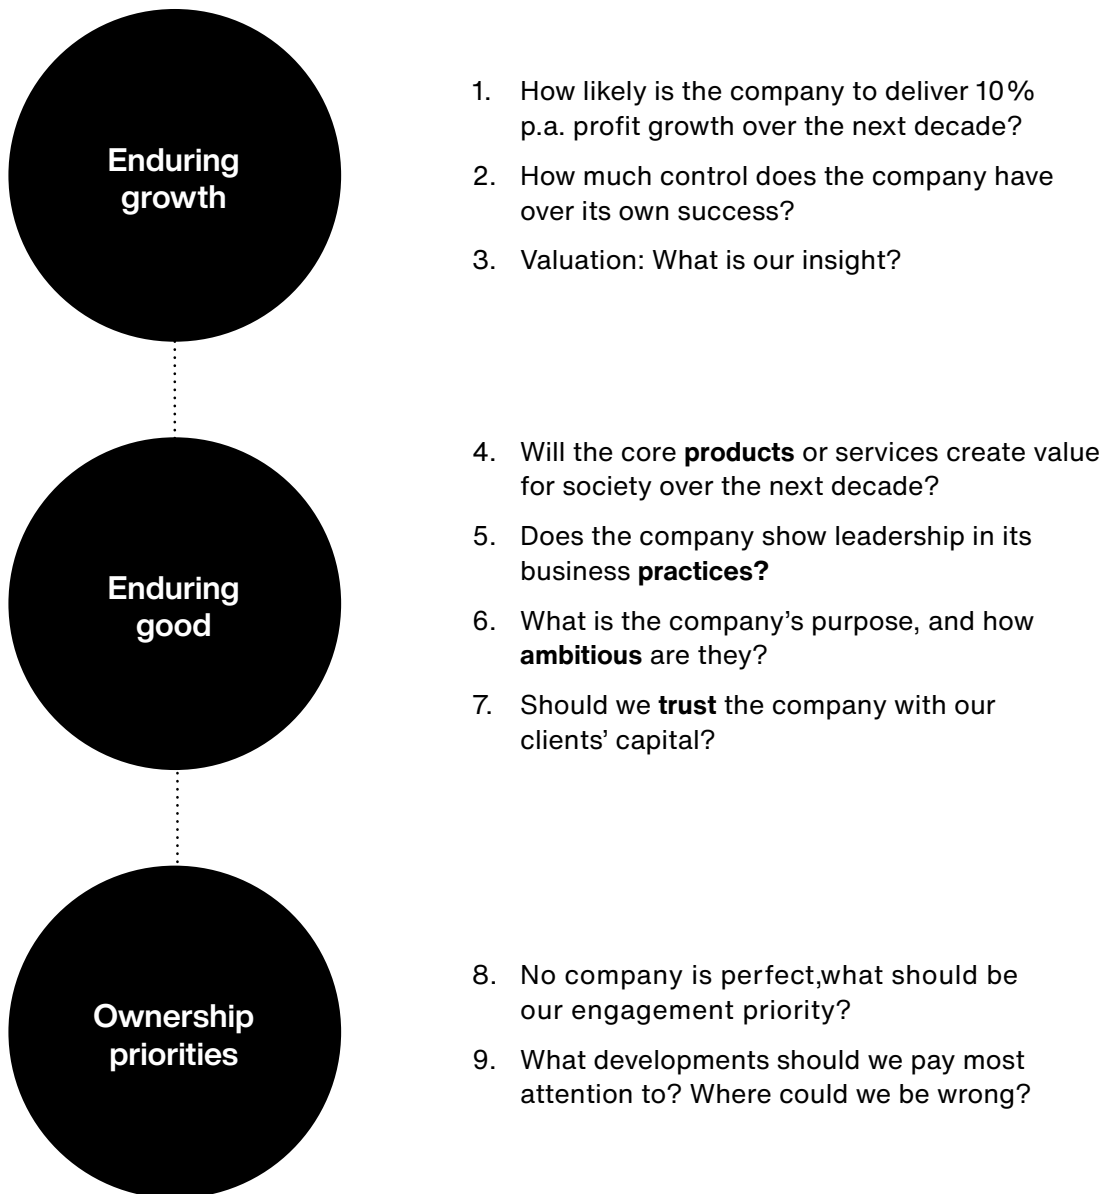 Enduring
growth
1. How likely is the company to deliver 10%
p.a. profit growth over the next decade?
2. How much control does the company have
over its own success?
3. Valuation: What is our insight?
Enduring
good
4. Will the core products or services create value
for society over the next decade?
5. Does the company show leadership in its
business practices?
6. What is the company’s purpose, and how
ambitious are they?
7. Should we trust the company with our
clients’ capital?
Ownership
priorities
8. No company is perfect,what should be
our engagement priority?
9. What developments should we pay most
attention to? Where could we be wrong?